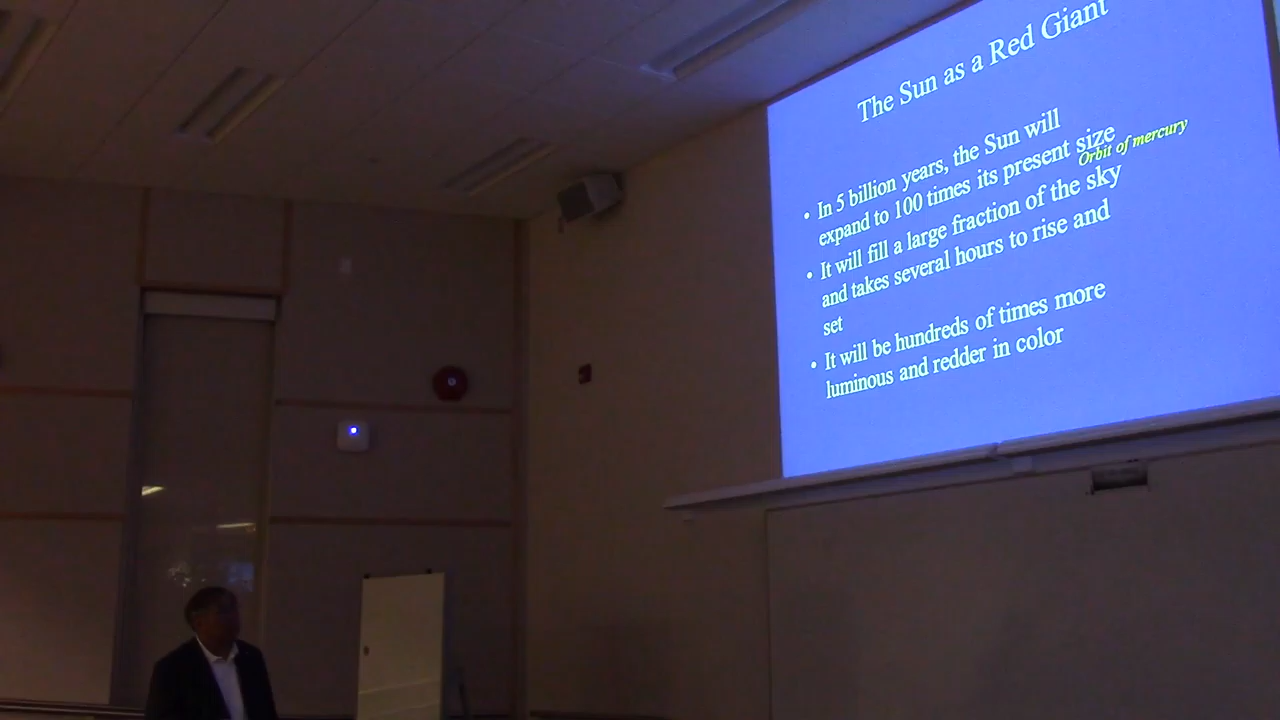 The Sun as a Red Giant
• In 5 billion years, the Sun will
expand to 100 times its present size
Orbit of mercury
• It will fill a large fraction of the sky
and takes several hours to rise and
set
• It will be hundreds of times more
luminous and redder in color